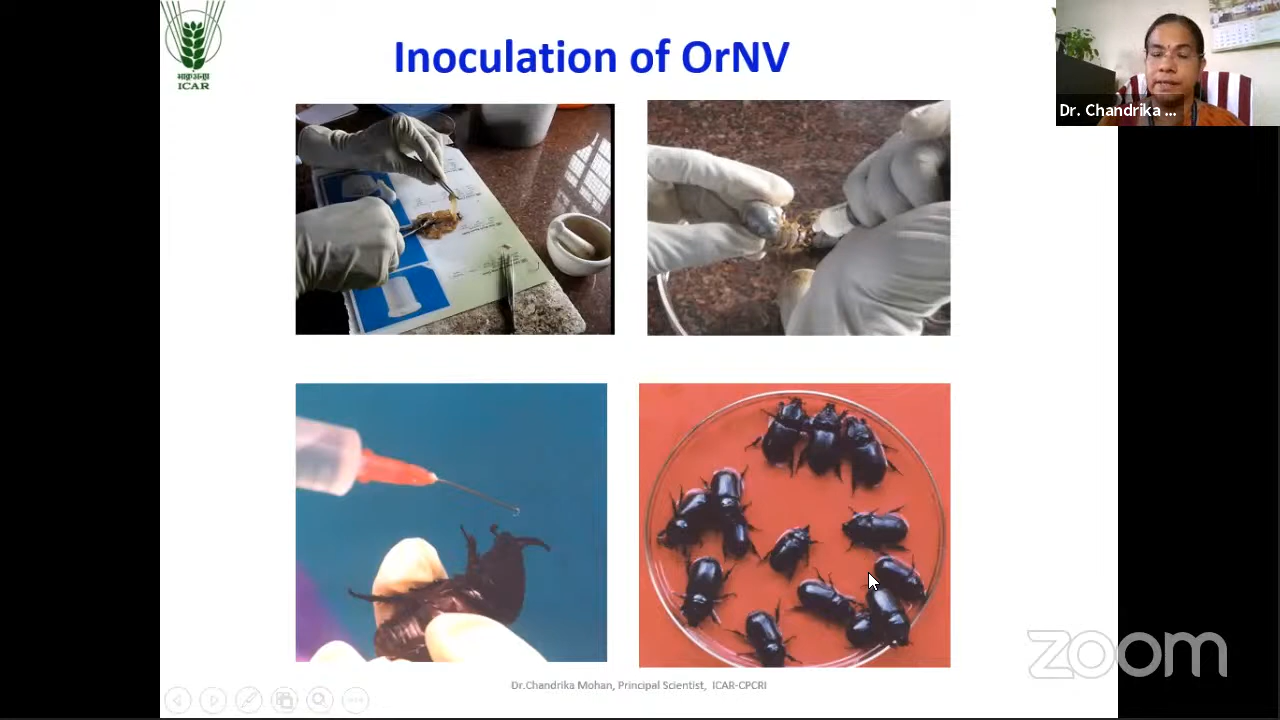 Inoculation of OrNV
ICAR
Dr. Chandrika ...
Dr.Chandrika Mohan, Principal Scientist, ICAR-CPCRI
zoom